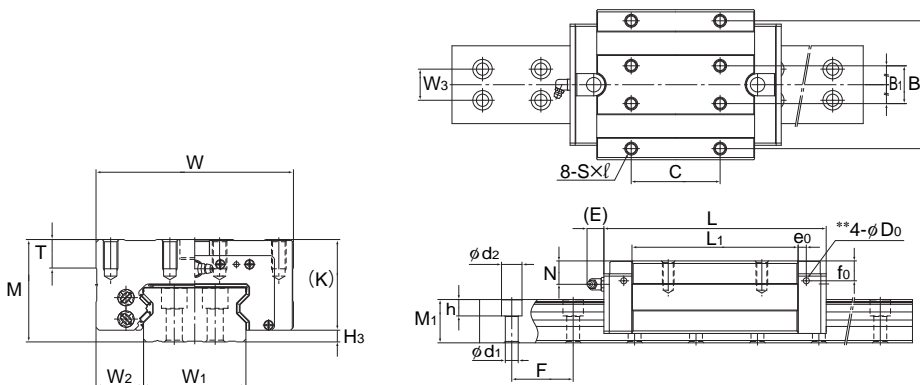 W3
B1
B
8-S×ℓ
C
W
(E)
L
L1
e0
**4-φD0
T
φd2
N
f0
M
(K)
h
M1
H3
φd1
F
W2
W1